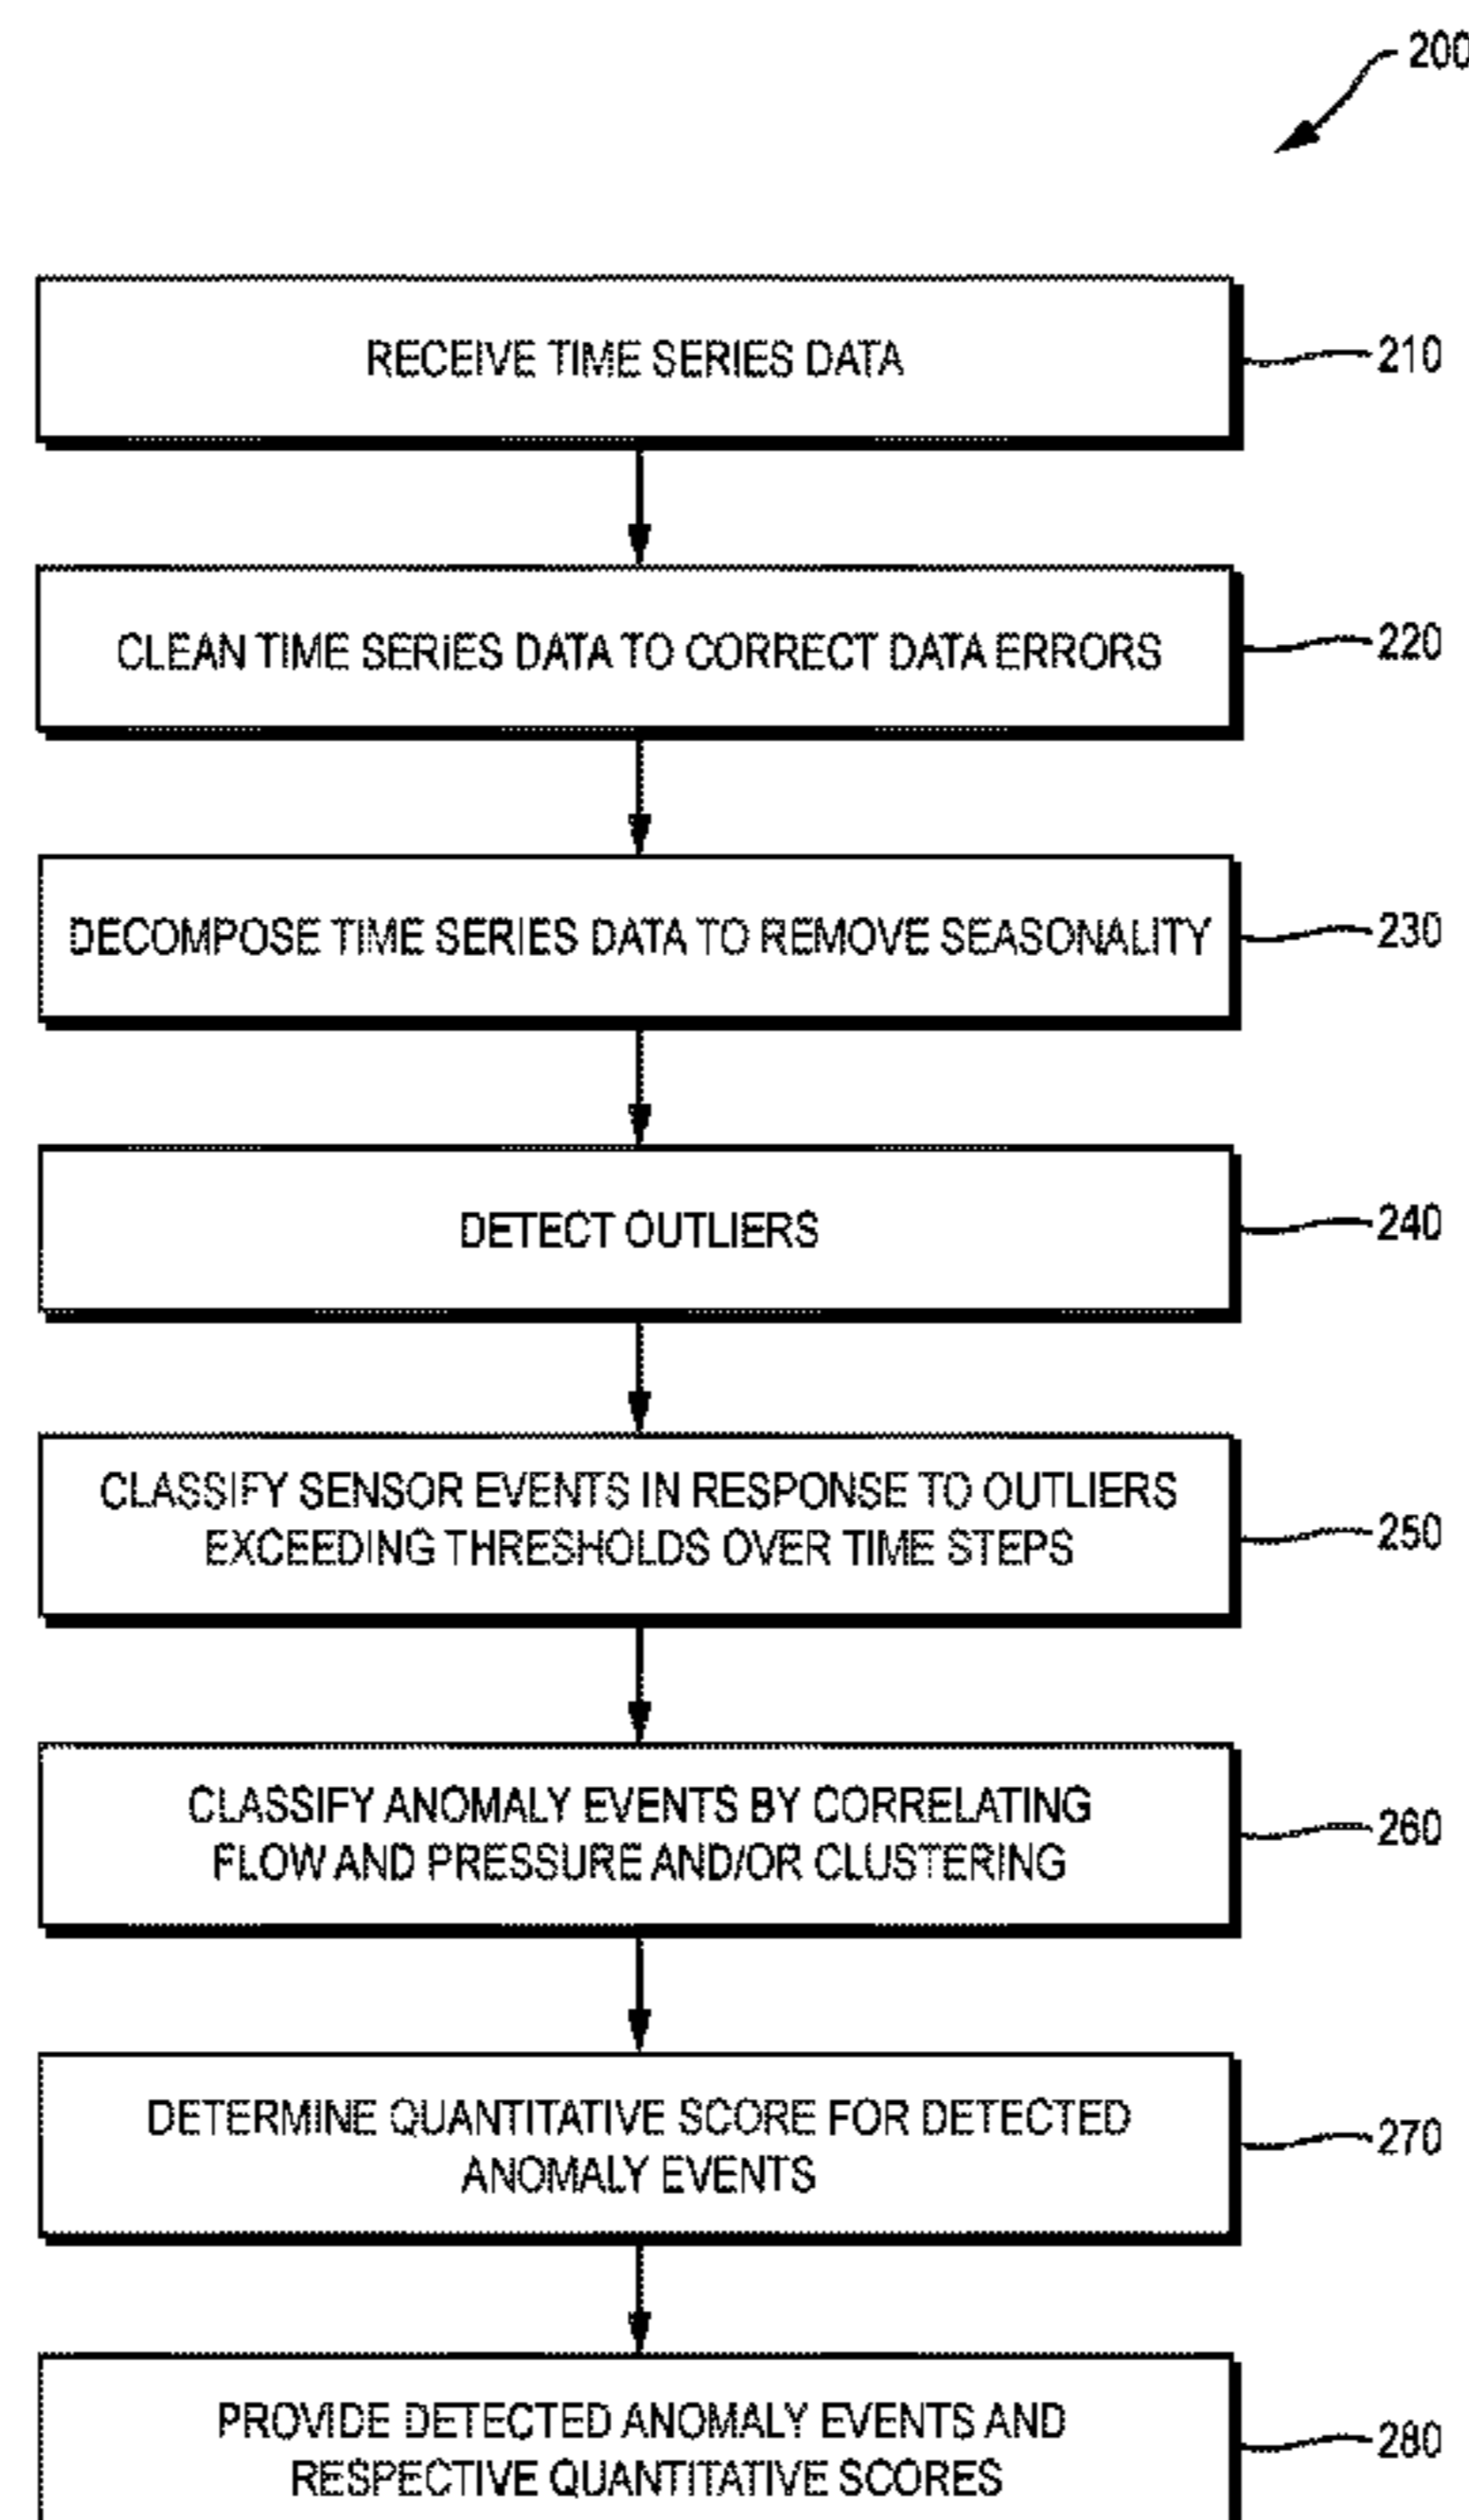 200
RECEIVE TIME SERIES DATA
210
CLEAN TIME SERIES DATA TO CORRECT DATA ERRORS
220
DECOMPOSE TIME SERIES DATA TO REMOVE SEASONALITY
230
DETECT OUTLIERS
240
CLASSIFY SENSOR EVENTS IN RESPONSE TO OUTLIERS
EXCEEDING THRESHOLDS OVER TIME STEPS
250
CLASSIFY ANOMALY EVENTS BY CORRELATING
FLOW AND PRESSURE AND/OR CLUSTERING
260
DETERMINE QUANTITATIVE SCORE FOR DETECTED
ANOMALY EVENTS
270
PROVIDE DETECTED ANOMALY EVENTS AND
RESPECTIVE QUANTITATIVE SCORES
280